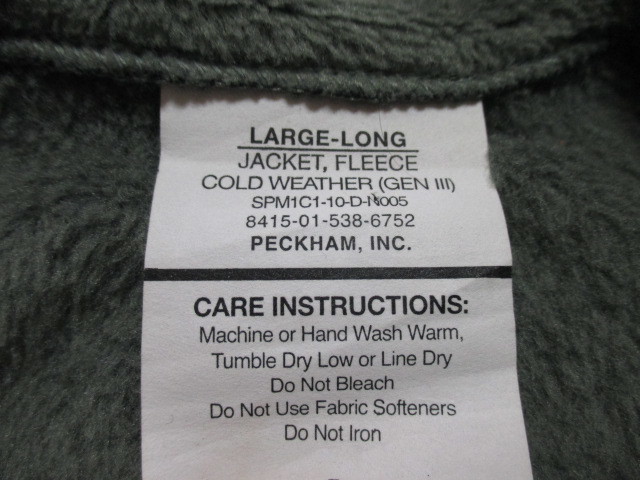 LARGE-LONG
JACKET, FLEECE
COLD WEATHER (GEN III)
SPM1C1-10-D-N005
8415-01-538-6752
PECKHAM, INC.
CARE INSTRUCTIONS:
Machine or Hand Wash Warm,
Tumble Dry Low or Line Dry
Do Not Bleach
Do Not Use Fabric Softeners
Do Not Iron